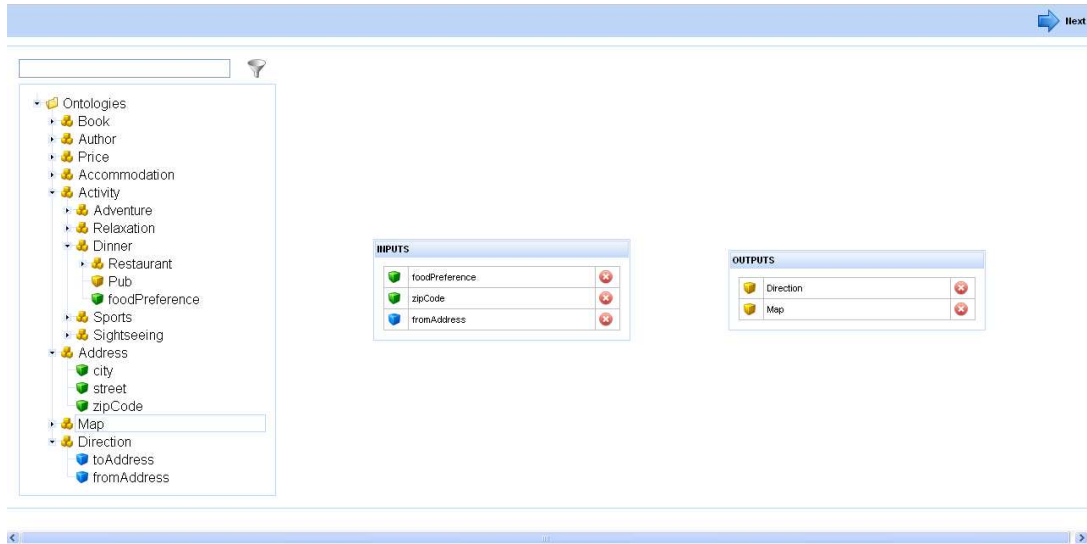 Next
Ontologies
Book
Author
Price
Accommodation
Activity
Adventure
Relaxation
Dinner
Restaurant
Pub
foodPreference
Sports
Sightseeing
Address
city
street
zipCode
Map
Direction
toAddress
fromAddress
INPUTS
foodPreference
zipCode
fromAddress
OUTPUTS
Direction
Map